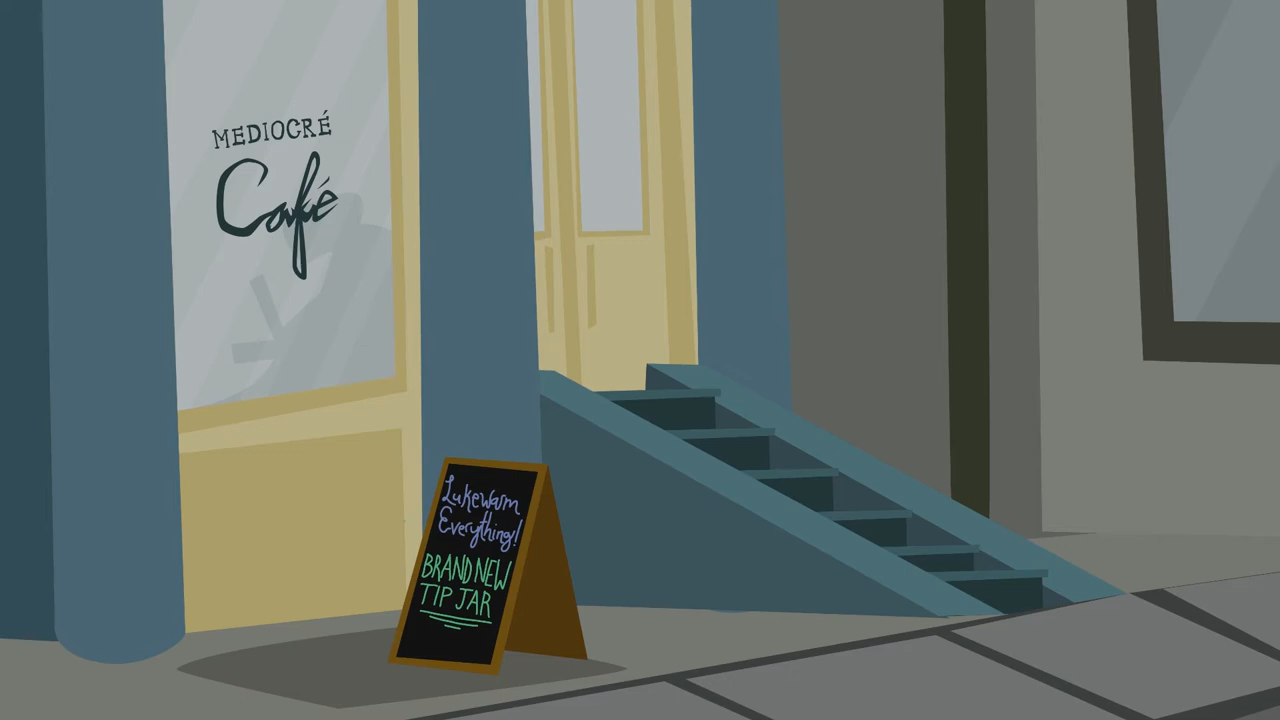 MEDIOCRÉ
Café
Lukewarm
Everything!
BRAND NEW
TIP JAR